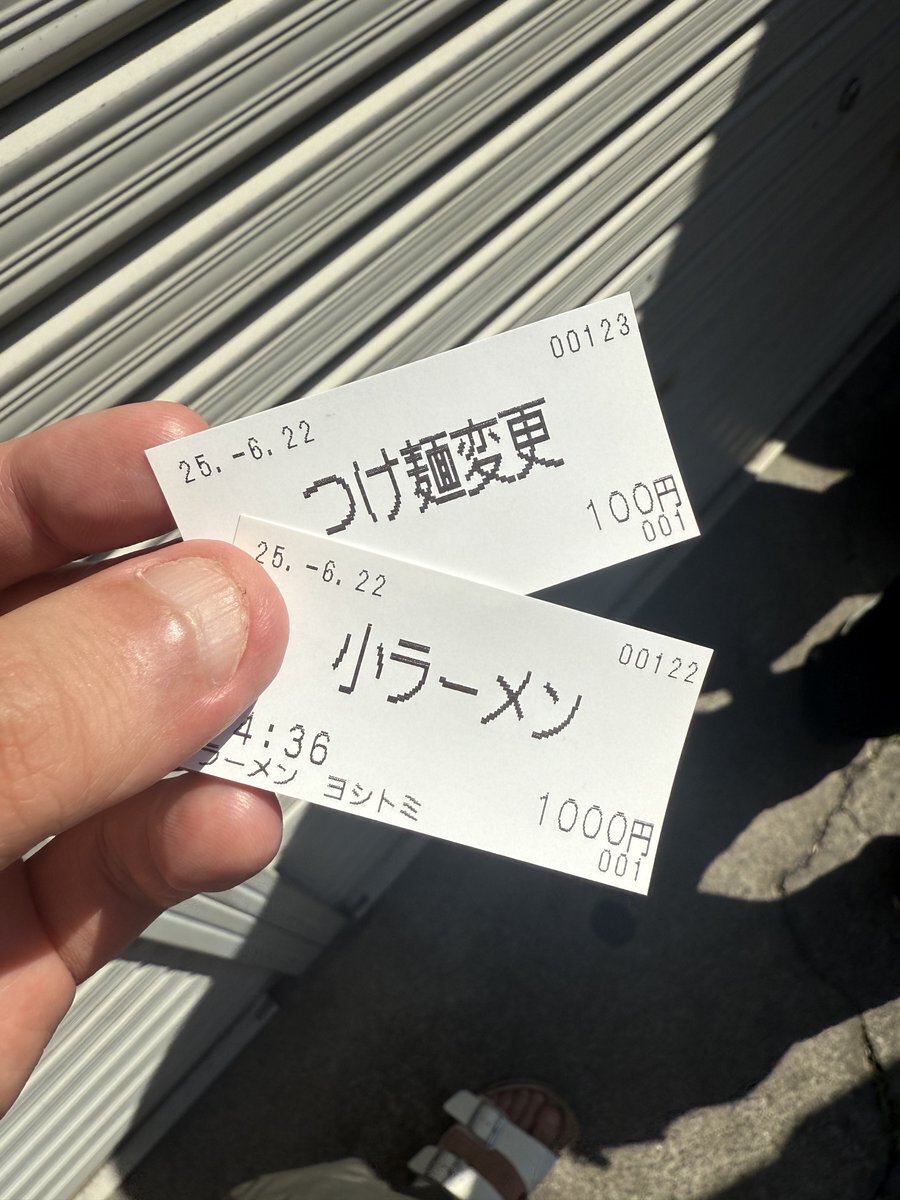 00123
25.-6.22
つけ麺変更
100円
001
25.-6.22
00122
小ラーメン
4:36
ラーメン ヨシトミ
1000円
001